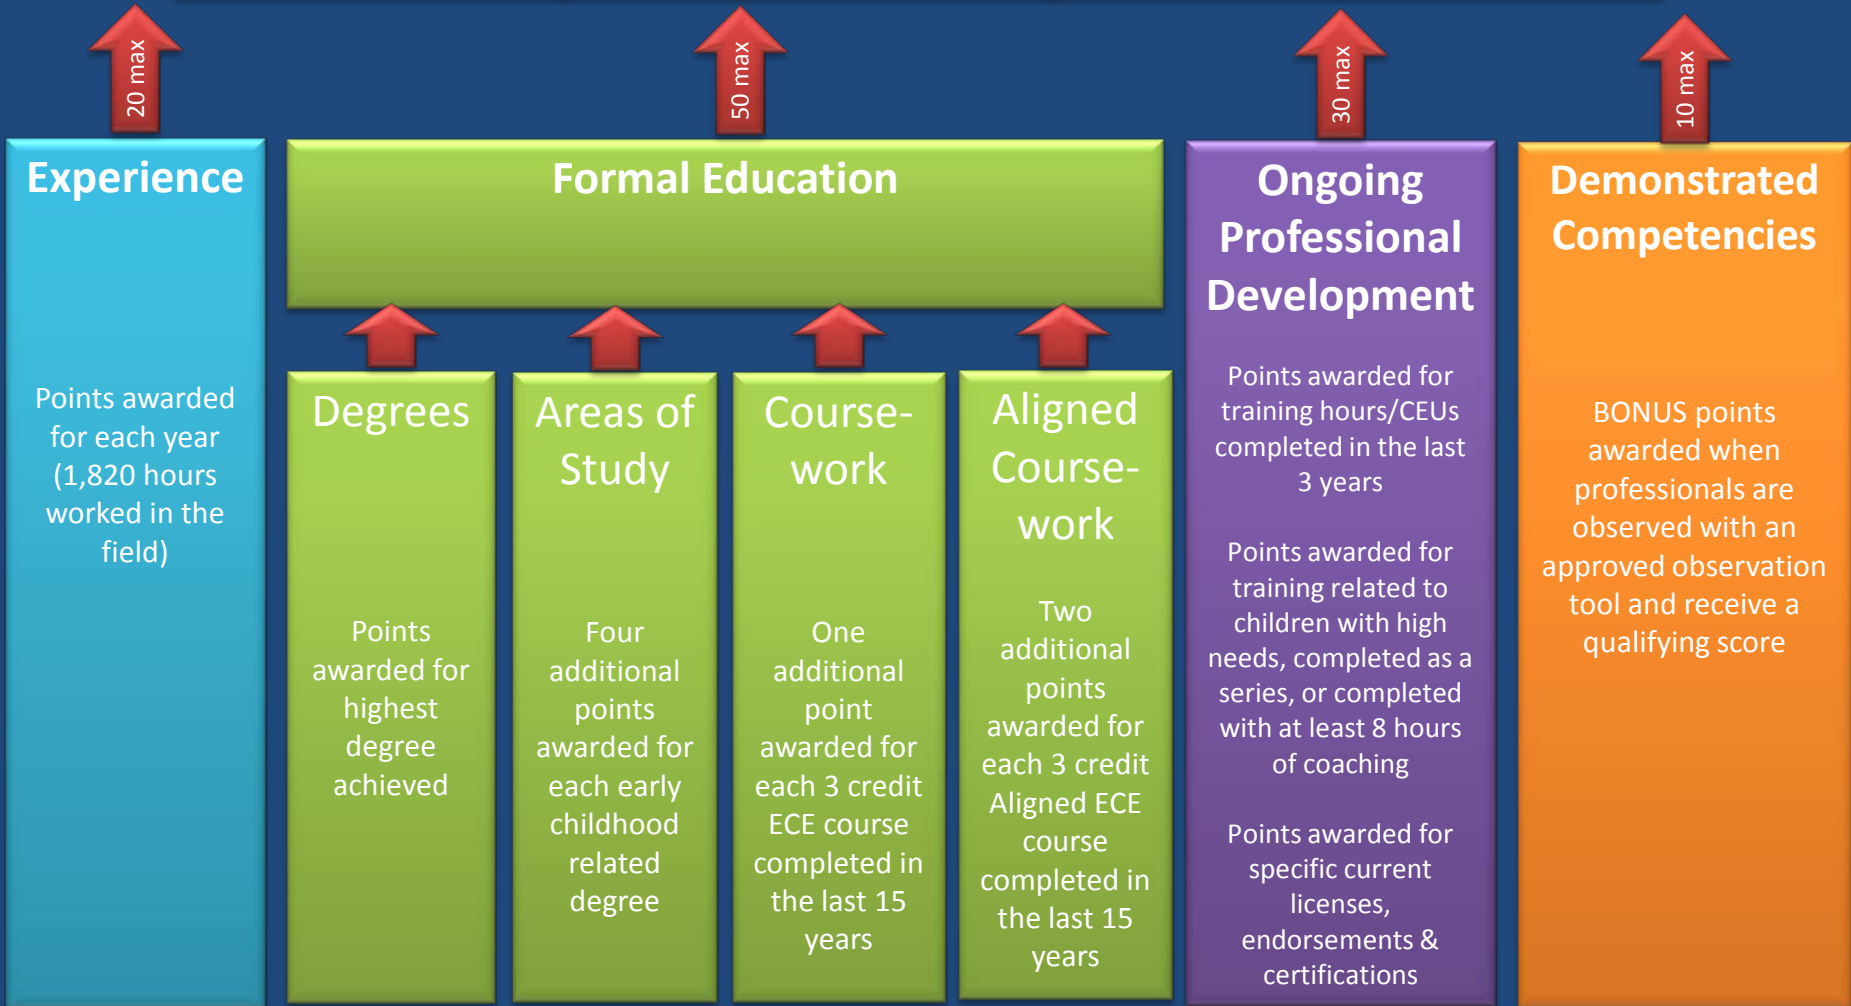 20 max
50 max
30 max
10 max
Experience
Points awarded
for each year
(1,820 hours
worked in the
field)
Formal Education
Degrees
Points
awarded for
highest
degree
achieved
Areas of
Study
Four
additional
points
awarded for
each early
childhood
related
degree
Course-
work
One
additional
point
awarded for
each 3 credit
ECE course
completed in
the last 15
years
Aligned
Course-
work
Two
additional
points
awarded for
each 3 credit
Aligned ECE
course
completed in
the last 15
years
Ongoing
Professional
Development
Points awarded for
training hours/CEUs
completed in the last
3 years
Points awarded for
training related to
children with high
needs, completed as a
series, or completed
with at least 8 hours
of coaching
Points awarded for
specific current
licenses,
endorsements &
certifications
Demonstrated
Competencies
BONUS points
awarded when
professionals are
observed with an
approved observation
tool and receive a
qualifying score